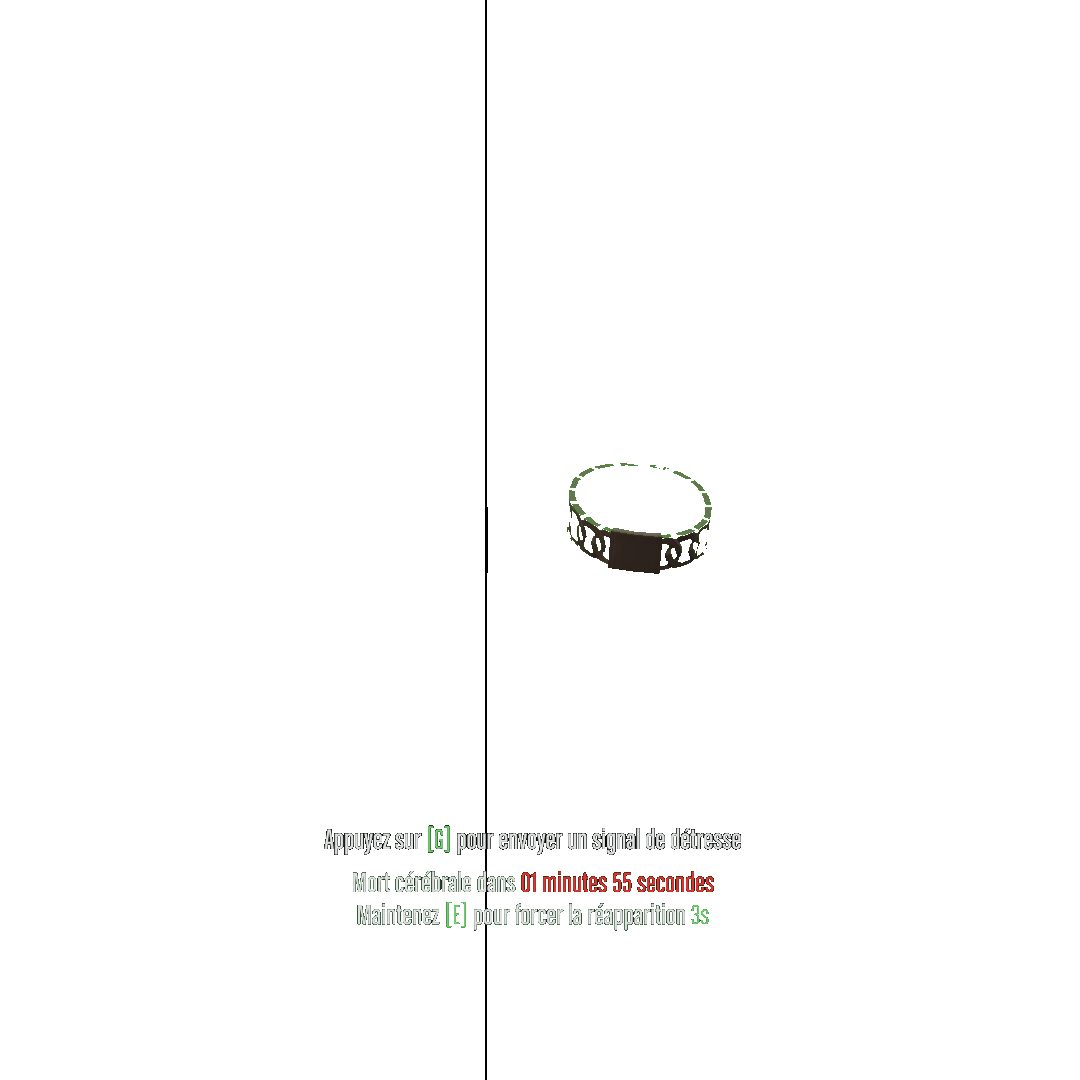 Appuyez sur [G] pour envoyer un signal de détresse
Mort cérébrale dans 01 minutes 55 secondes
Maintenez [E] pour forcer la réapparition 3s